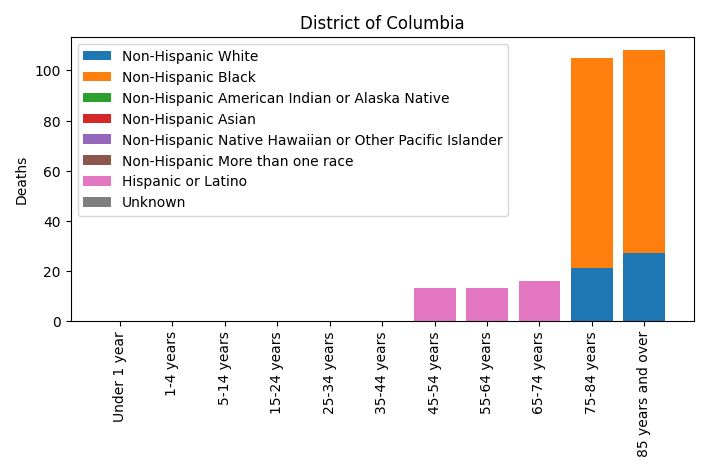 District of Columbia
Non-Hispanic White
Non-Hispanic Black
Non-Hispanic American Indian or Alaska Native
Non-Hispanic Asian
Non-Hispanic Native Hawaiian or Other Pacific Islander
Non-Hispanic More than one race
Hispanic or Latino
Unknown
Deaths
100
80
60
40
20
0
Under 1 year
1-4 years
5-14 years
15-24 years
25-34 years
35-44 years
45-54 years
55-64 years
65-74 years
75-84 years
85 years and over